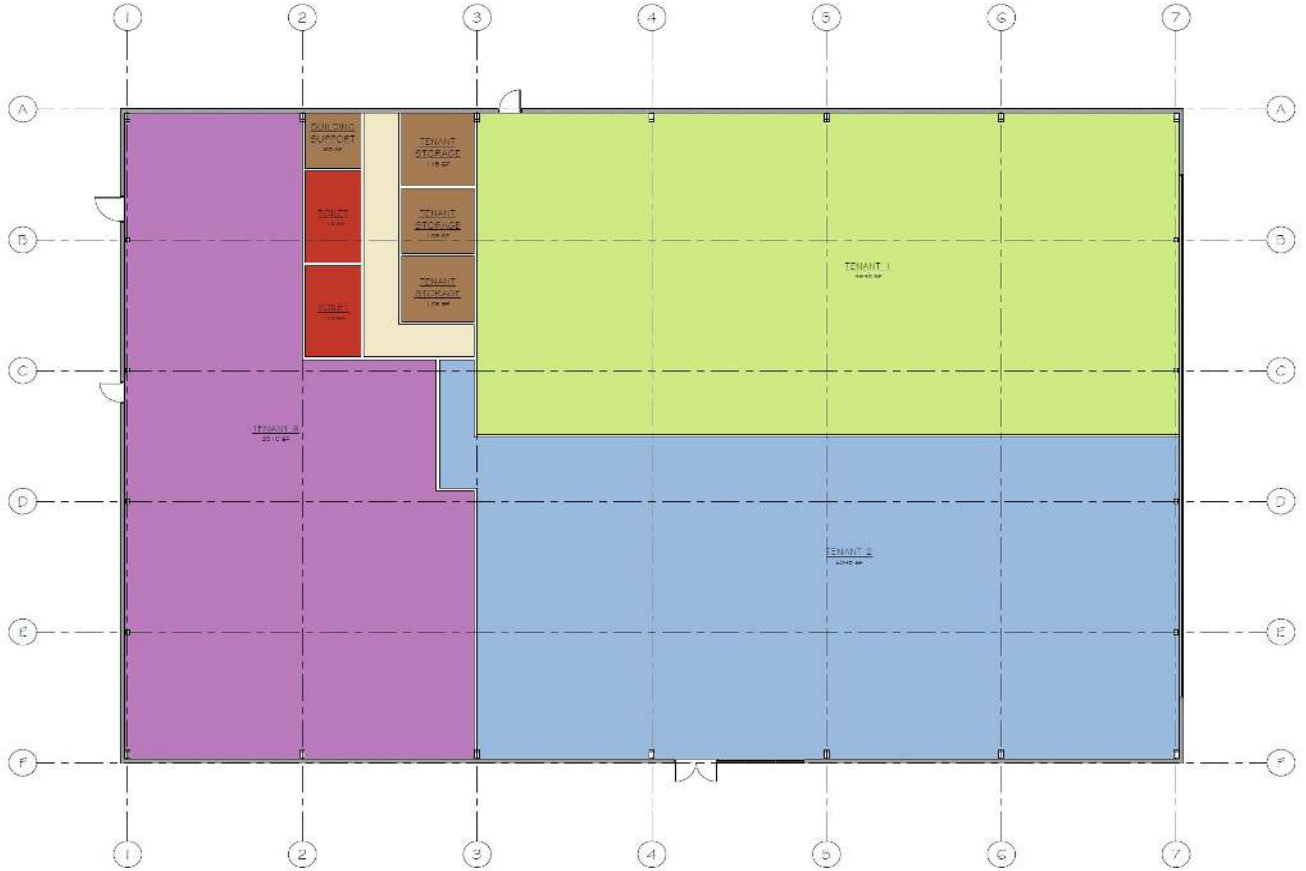 1 2 3 4 5 6 7
A A
BUILDING
SUPPORT
TENANT
STORAGE
TOILET
TENANT
STORAGE
B B
TENANT 1
TENANT
STORAGE
TOILET
C C
TENANT 3
D D
TENANT 2
E E
F F
1 2 3 4 5 6 7